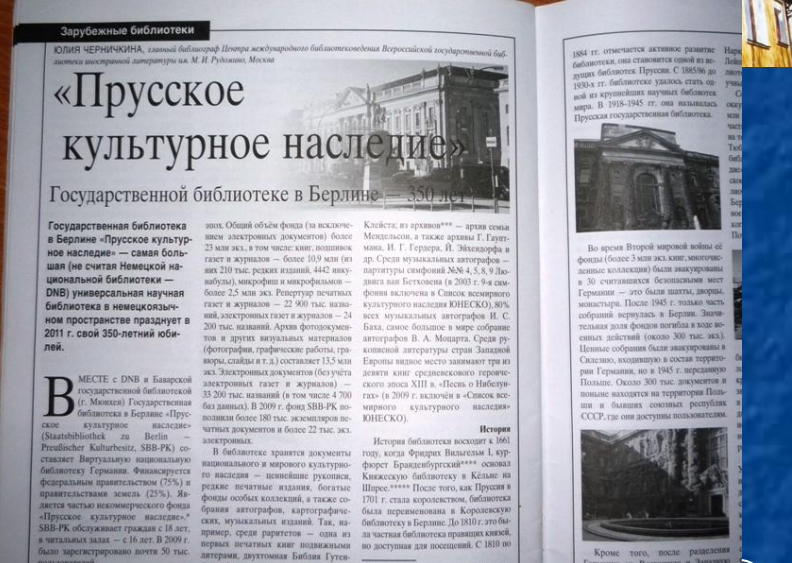 Зарубежные библиотеки
ЮЛИЯ ЧЕРНИЧКИНА, главный библиограф Центра международного библиотековедения Всероссийской государственной биб-
лиотеки иностранной литературы им. М. И. Рудомино, Москва
«Прусское
культурное наследие»
Государственной библиотеке в Берлине — 350 лет
Государственная библиотека
в Берлине «Прусское культур-
ное наследие» — самая боль-
шая (не считая Немецкой на-
циональной библиотеки —
DNB) универсальная научная
библиотека в немецкоязыч-
ном пространстве празднует в
2011 г. свой 350-летний юби-
лей.
ВМЕСТЕ с DNB и Баварской
государственной библиотекой
(г. Мюнхен) Государственная
библиотека в Берлине «Прус-
ское культурное наследие»
(Staatsbibliothek zu Berlin —
Preußischer Kulturbesitz, SBB-PK) со-
ставляет Виртуальную национальную
библиотеку Германии. Финансируется
федеральным правительством (75%) и
правительствами земель (25%). Яв-
ляется частью некоммерческого фонда
«Прусское культурное наследие».*
SBB-PK обслуживает граждан с 18 лет,
в читальных залах — с 16 лет. В 2009 г.
было зарегистрировано почти 50 тыс.
эпох. Общий объём фонда (за исключе-
нием электронных документов) более
23 млн экз., в том числе: книг, подшивок
газет и журналов — более 10,9 млн (из
них 210 тыс. редких изданий, 4442 инку-
набулы), микрофиш и микрофильмов —
более 2,5 млн экз. Репертуар печатных
газет и журналов — 22 900 тыс. назва-
ний, электронных газет и журналов — 24
200 тыс. названий. Архив фотодокумен-
тов и других визуальных материалов
(фотографии, графические работы, гра-
вюры, слайды и т. д.) составляет 13,5 млн
экз. Электронных документов (без учёта
электронных газет и журналов) —
33 200 тыс. названий (в том числе 4 700
баз данных). В 2009 г. фонд SBB-PK по-
полнили более 180 тыс. экземпляров пе-
чатных документов и более 22 тыс. экз.
электронных.
В библиотеке хранятся документы
национального и мирового культурно-
го наследия — ценнейшие рукописи,
редкие печатные издания, богатые
фонды особых коллекций, а также со-
брания автографов, картографиче-
ских, музыкальных изданий. Так, на-
пример, среди раритетов — одна из
первых печатных книг подвижными
литерами, двухтомная Библия Гутен-
Клейста; из архивов*** — архив семьи
Мендельсон, а также архивы Г. Гаупт-
мана, И. Г. Гердера, Й. Эйхендорфа и
др. Среди музыкальных автографов —
партитуры симфоний №№ 4, 5, 8, 9 Лю-
двига ван Бетховена (в 2003 г. 9-я сим-
фония включена в Список всемирного
культурного наследия ЮНЕСКО), 80%
всех музыкальных автографов И. С.
Баха, самое большое в мире собрание
автографов В. А. Моцарта. Среди ру-
кописной литературы стран Западной
Европы видное место занимают три из
девяти книг средневекового героиче-
ского эпоса XIII в. «Песнь о Нибелун-
гах» (в 2009 г. включён в «Список все-
мирного культурного наследия»
ЮНЕСКО).
История
История библиотеки восходит к 1661
году, когда Фридрих Вильгельм I, кур-
фюрст Бранденбургский**** основал
Княжескую библиотеку в Кёльне на
Шпрее.***** После того, как Пруссия в
1701 г. стала королевством, библиотека
была переименована в Королевскую
библиотеку в Берлине. До 1810 г. это бы-
ла частная библиотека правящих князей,
но доступная для посещений. С 1810 по
1884 гг. отмечается активное развитие
библиотеки, она становится одной из ве-
дущих библиотек Пруссии. С 1885/86 до
1930-х гг. библиотеке удалось стать од-
ной из крупнейших научных библиотек
мира. В 1918–1945 гг. она называлась
Прусская государственная библиотека.
Во время Второй мировой войны её
фонды (более 3 млн экз. книг, многочис-
ленные коллекции) были эвакуированы
в 30 считавшихся безопасными мест
Германии — это были шахты, дворцы,
монастыри. После 1945 г. только часть
собраний вернулась в Берлин. Значи-
тельная доля фондов погибла в ходе во-
енных действий (около 300 тыс. экз.).
Ценные собрания были эвакуированы в
Силезию, входившую в состав террито-
рии Германии, но в 1945 г. переданную
Польше. Около 300 тыс. документов и
поныне находятся на территории Поль-
ши и бывших союзных республик
СССР, где они доступны пользователям.
Кроме того, после разделения